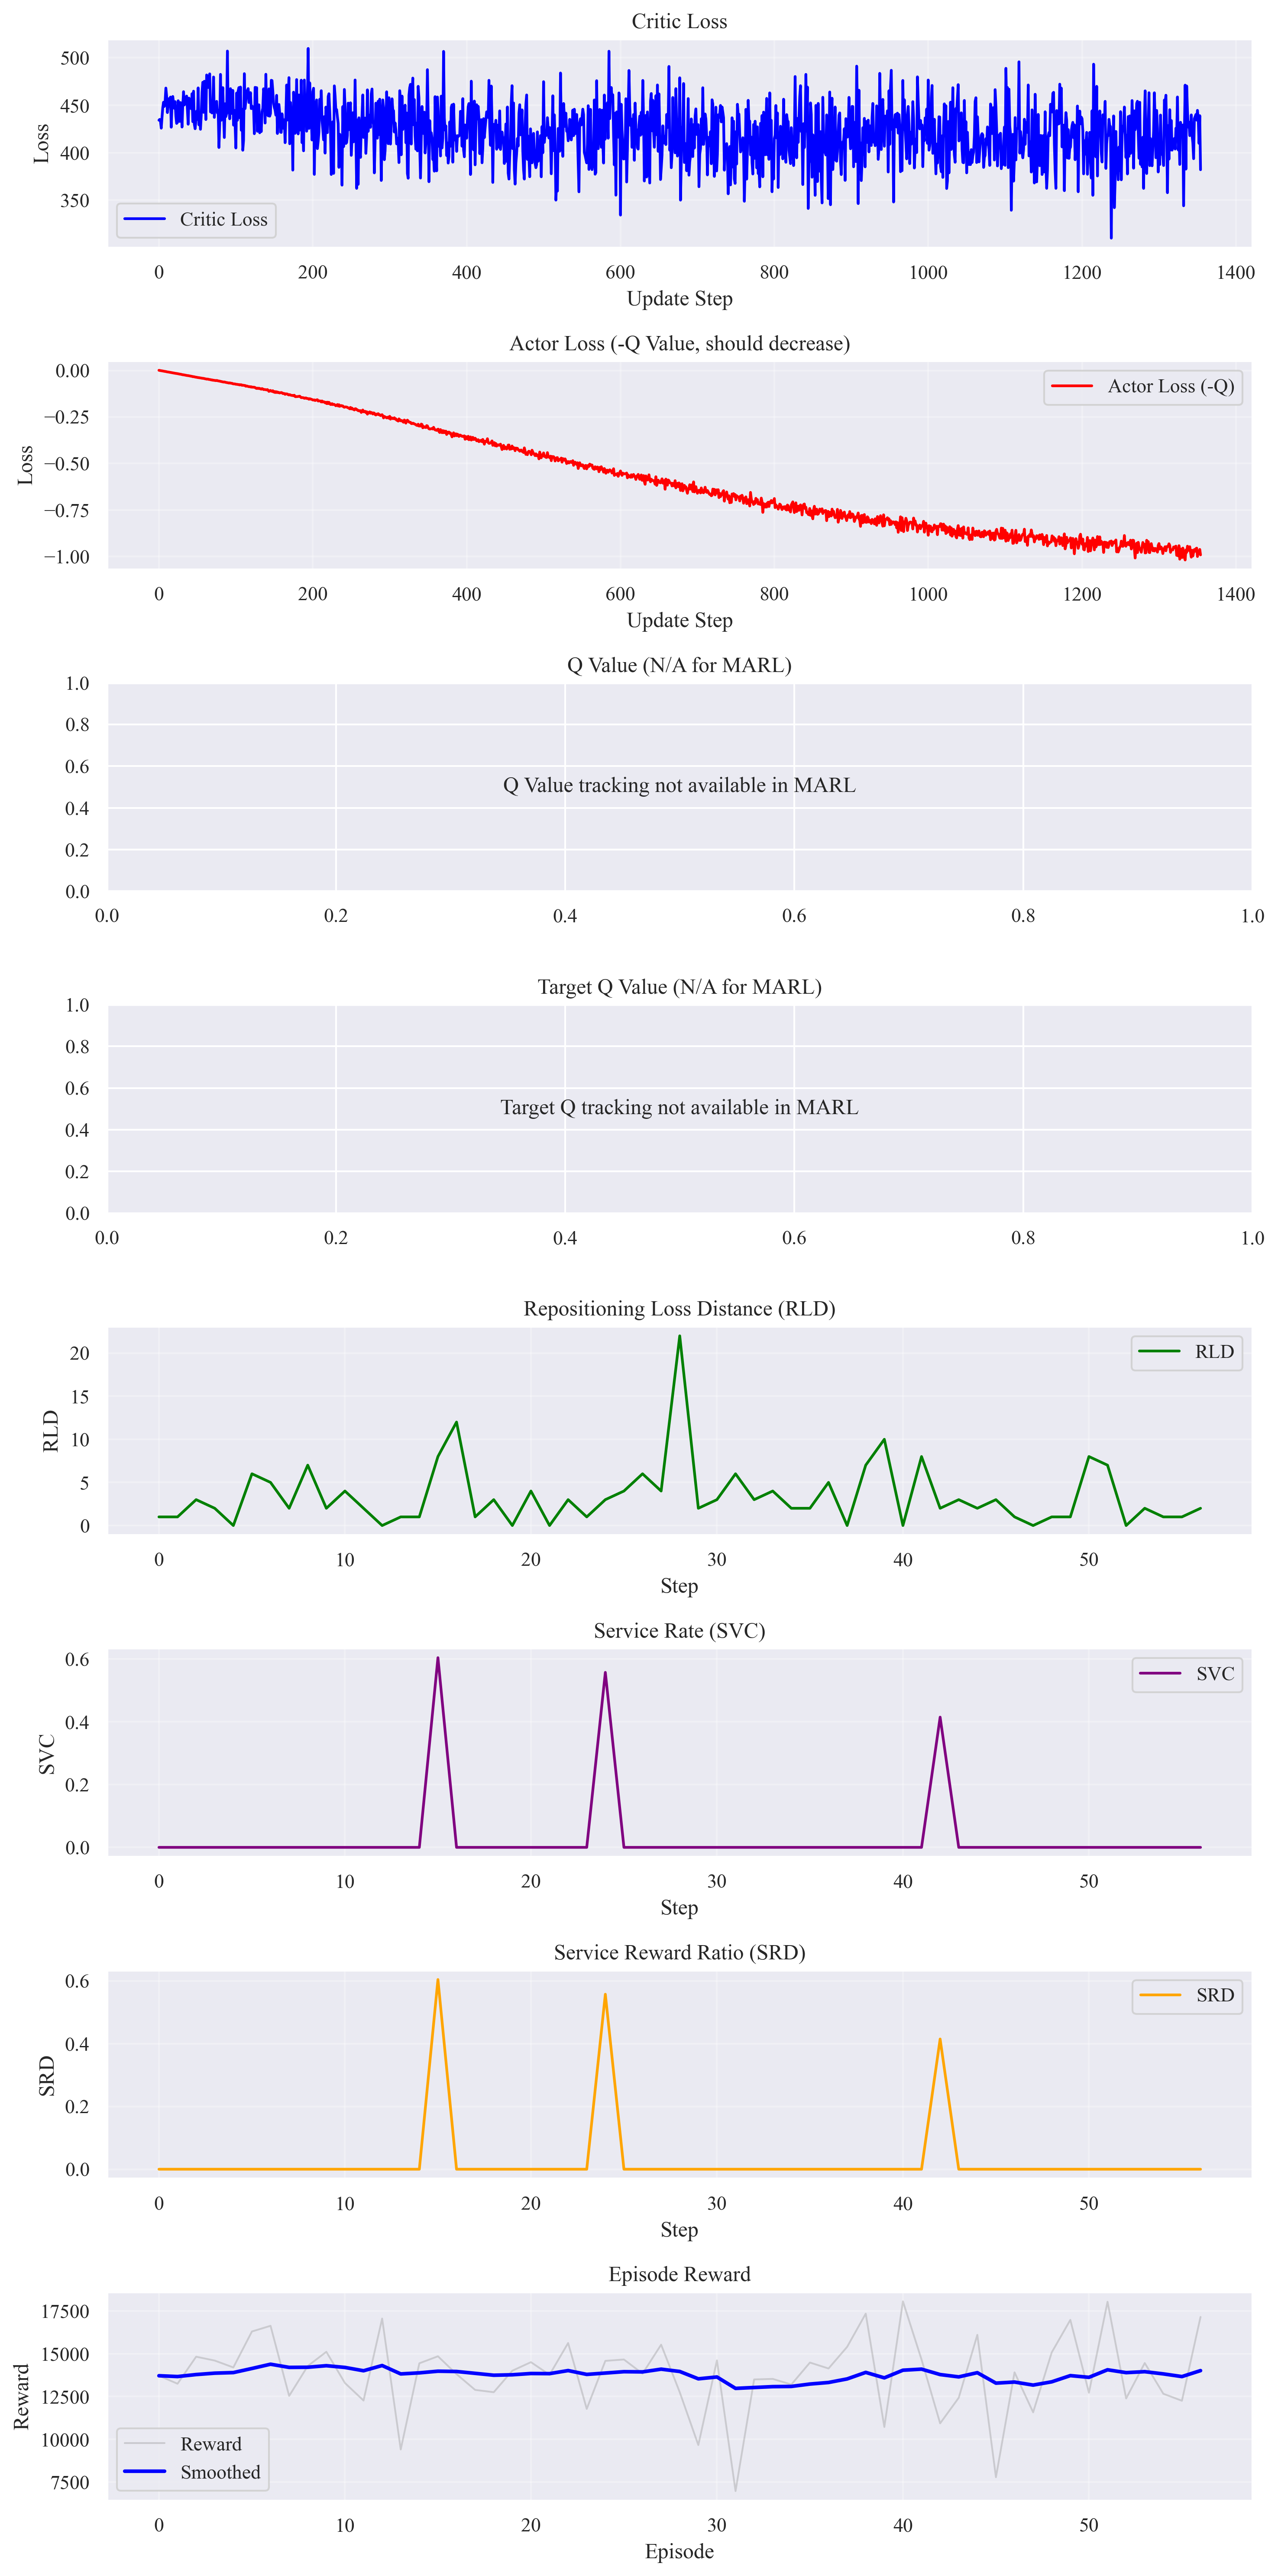 Critic Loss
500
450
400
350
Loss
Critic Loss
0 200 400 600 800 1000 1200 1400
Update Step
Actor Loss (-Q Value, should decrease)
0.00
−0.25
−0.50
−0.75
−1.00
Loss
Actor Loss (-Q)
0 200 400 600 800 1000 1200 1400
Update Step
Q Value (N/A for MARL)
1.0
0.8
0.6
0.4
0.2
0.0
Q Value tracking not available in MARL
0.0 0.2 0.4 0.6 0.8 1.0
Target Q Value (N/A for MARL)
1.0
0.8
0.6
0.4
0.2
0.0
Target Q tracking not available in MARL
0.0 0.2 0.4 0.6 0.8 1.0
Repositioning Loss Distance (RLD)
20
15
10
5
0
RLD
RLD
0 10 20 30 40 50
Step
Service Rate (SVC)
0.6
0.4
0.2
0.0
SVC
SVC
0 10 20 30 40 50
Step
Service Reward Ratio (SRD)
0.6
0.4
0.2
0.0
SRD
SRD
0 10 20 30 40 50
Step
Episode Reward
17500
15000
12500
10000
7500
Reward
Reward
Smoothed
0 10 20 30 40 50
Episode